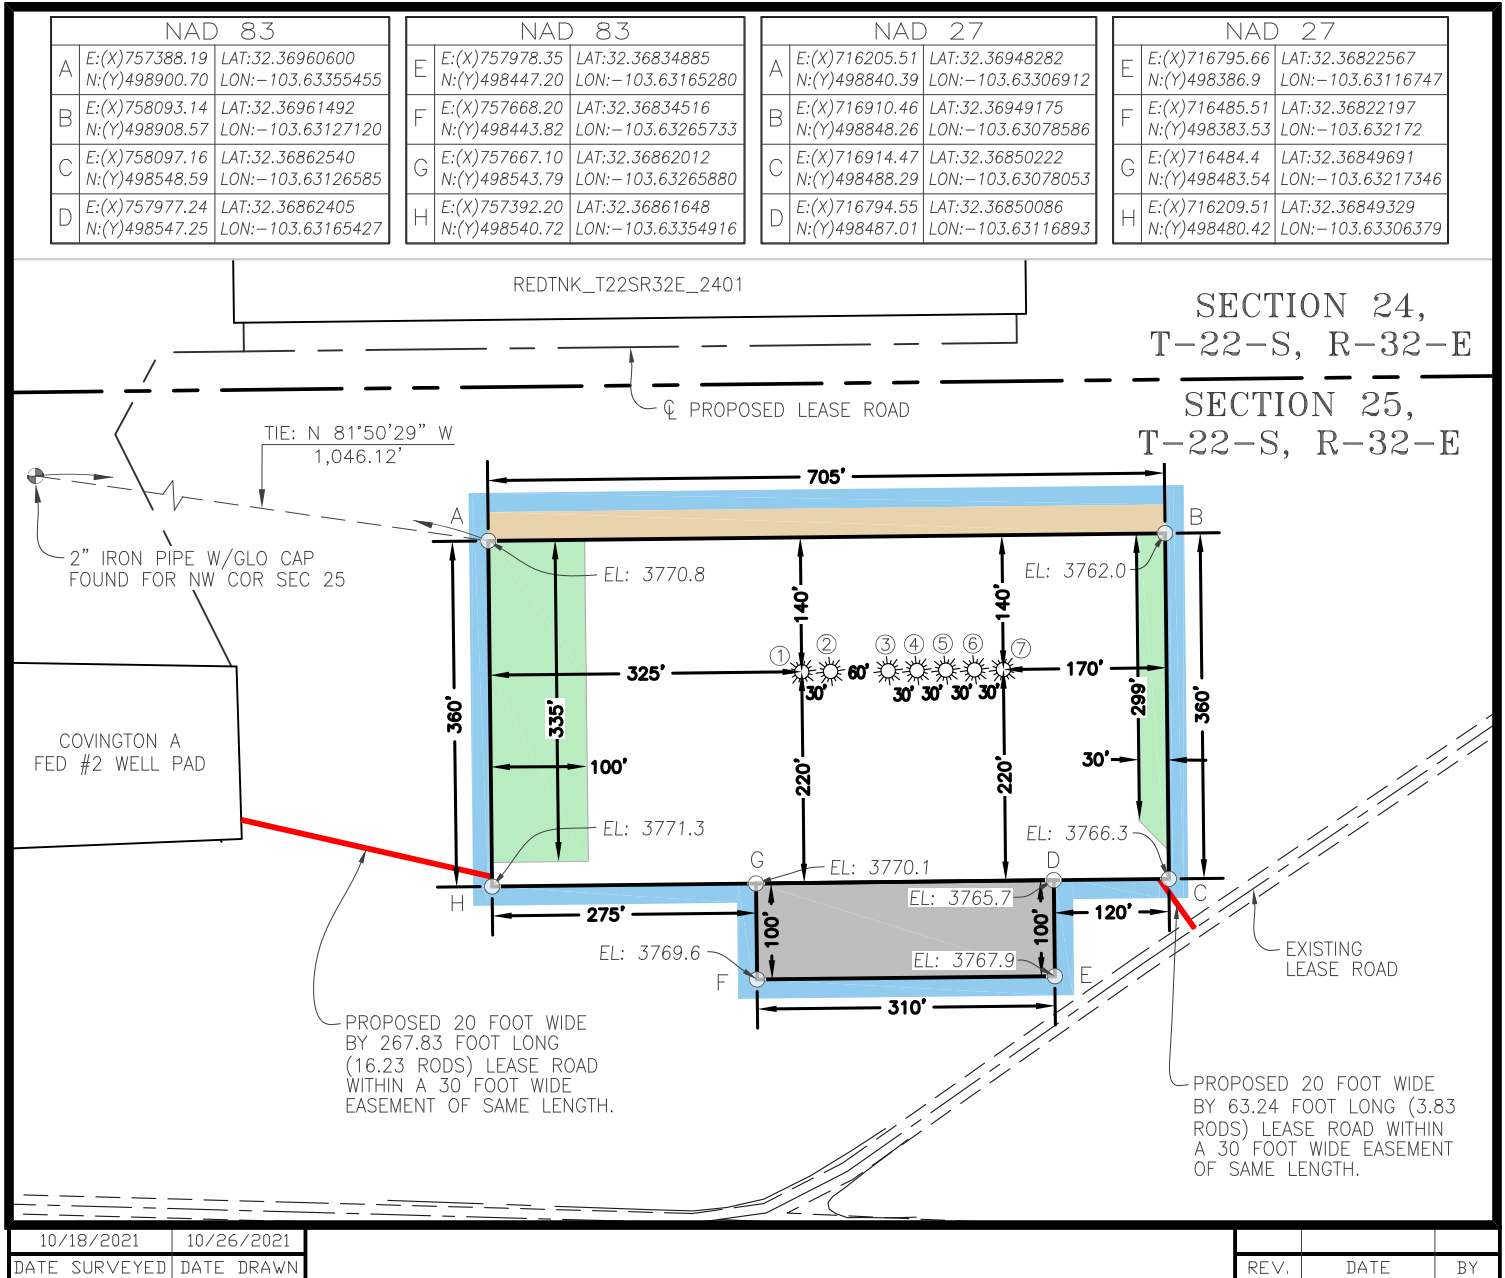 NAD 83
A E:(X)757388.19 LAT:32.36960600
N:(Y)498900.70 LON:-103.63355455
B E:(X)758093.14 LAT:32.36961492
N:(Y)498908.57 LON:-103.63127120
C E:(X)758097.16 LAT:32.36862540
N:(Y)498548.59 LON:-103.63126585
D E:(X)757977.24 LAT:32.36862405
N:(Y)498547.25 LON:-103.63165427
NAD 83
E E:(X)757978.35 LAT:32.36834885
N:(Y)498447.20 LON:-103.63165280
F E:(X)757668.20 LAT:32.36834516
N:(Y)498443.82 LON:-103.63265733
G E:(X)757667.10 LAT:32.36862012
N:(Y)498543.79 LON:-103.63265880
H E:(X)757392.20 LAT:32.36861648
N:(Y)498540.72 LON:-103.63354916
NAD 27
A E:(X)716205.51 LAT:32.36948282
N:(Y)498840.39 LON:-103.63306912
B E:(X)716910.46 LAT:32.36949175
N:(Y)498848.26 LON:-103.63078586
C E:(X)716914.47 LAT:32.36850222
N:(Y)498488.29 LON:-103.63078053
D E:(X)716794.55 LAT:32.36850086
N:(Y)498487.01 LON:-103.63116893
NAD 27
E E:(X)716795.66 LAT:32.36822567
N:(Y)498386.9 LON:-103.63116747
F E:(X)716485.51 LAT:32.36822197
N:(Y)498383.53 LON:-103.632172
G E:(X)716484.4 LAT:32.36849691
N:(Y)498483.54 LON:-103.63217346
H E:(X)716209.51 LAT:32.36849329
N:(Y)498480.42 LON:-103.63306379
REDTNK_T22SR32E_2401
SECTION 24,
T-22-S, R-32-E
℄ PROPOSED LEASE ROAD
SECTION 25,
T-22-S, R-32-E
TIE: N 81°50'29" W
1,046.12'
705'
A
B
2" IRON PIPE W/GLO CAP
FOUND FOR NW COR SEC 25
EL: 3770.8
EL: 3762.0
140'
140'
① ② ③ ④ ⑤ ⑥ ⑦
325'
60'
170'
30' 30' 30' 30' 30'
360'
335'
299'
360'
COVINGTON A
FED #2 WELL PAD
100'
220'
220'
30'
EL: 3771.3
EL: 3766.3
G
EL: 3770.1
D
H
EL: 3765.7
C
275'
100'
100'
120'
EL: 3769.6
EL: 3767.9
F
E
EXISTING
LEASE ROAD
310'
PROPOSED 20 FOOT WIDE
BY 267.83 FOOT LONG
(16.23 RODS) LEASE ROAD
WITHIN A 30 FOOT WIDE
EASEMENT OF SAME LENGTH.
PROPOSED 20 FOOT WIDE
BY 63.24 FOOT LONG (3.83
RODS) LEASE ROAD WITHIN
A 30 FOOT WIDE EASEMENT
OF SAME LENGTH.
10/18/2021 10/26/2021
DATE SURVEYED DATE DRAWN
REV. DATE BY